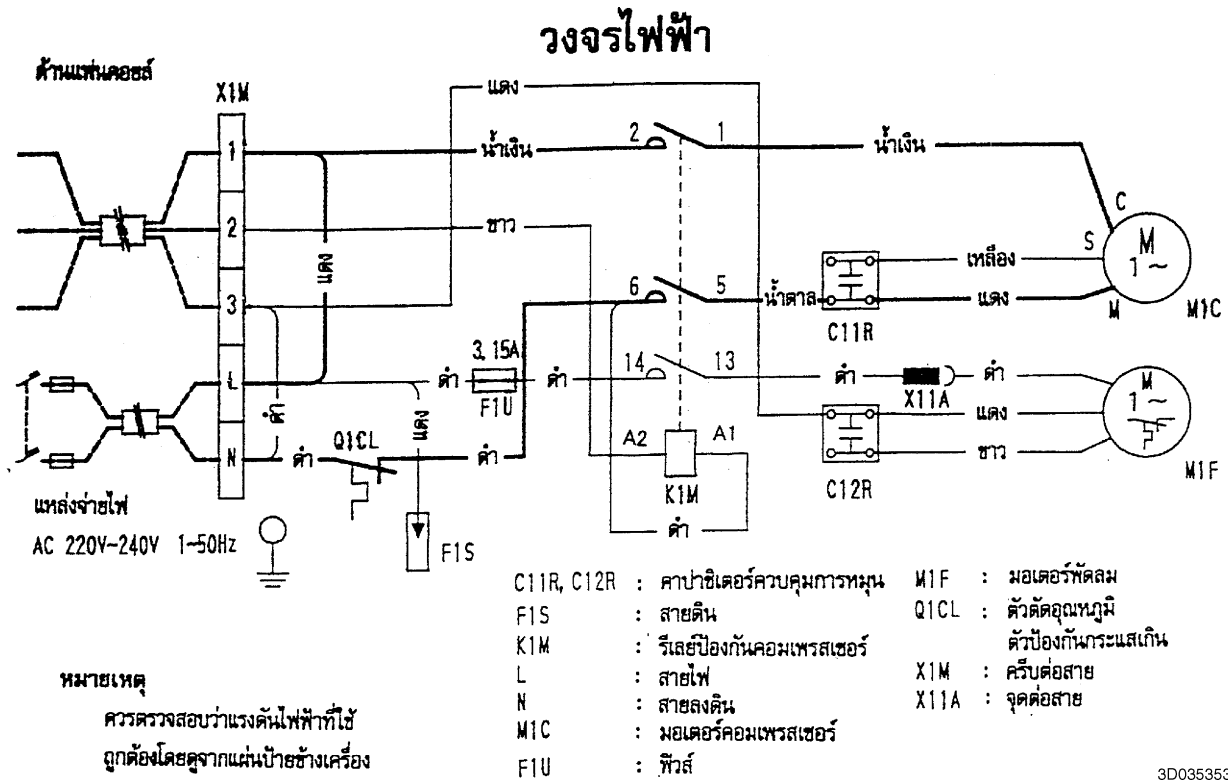 วงจรไฟฟ้า
ด้านแฟนคอยล์
X1M
แดง
1
น้ำเงิน
2
1
น้ำเงิน
C
2
ขาว
แดง
S
M
1~
เหลือง
3
6
5
น้ำตาล
แดง
M
M1C
C11R
3.15A
14
13
L
ดำ
F1U
ดำ
ดำ
X11A
ดำ
M
1~
แดง
ดำ
แดง
A2
A1
N
ดำ
Q1CL
ดำ
ขาว
M1F
K1M
C12R
แหล่งจ่ายไฟ
AC 220V~240V 1~50Hz
ดำ
F1S
C11R, C12R : คาปาซิเตอร์ควบคุมการหมุน
F1S : สายดิน
K1M : รีเลย์ป้องกันคอมเพรสเซอร์
L : สายไฟ
N : สายลงดิน
M1C : มอเตอร์คอมเพรสเซอร์
F1U : ฟิวส์
M1F : มอเตอร์พัดลม
Q1CL : ตัวตัดอุณหภูมิ
ตัวป้องกันกระแสเกิน
X1M : ครีบต่อสาย
X11A : จุดต่อสาย
หมายเหตุ
ควรตรวจสอบว่าแรงดันไฟฟ้าที่ใช้
ถูกต้องโดยดูจากแผ่นป้ายข้างเครื่อง
3D035353